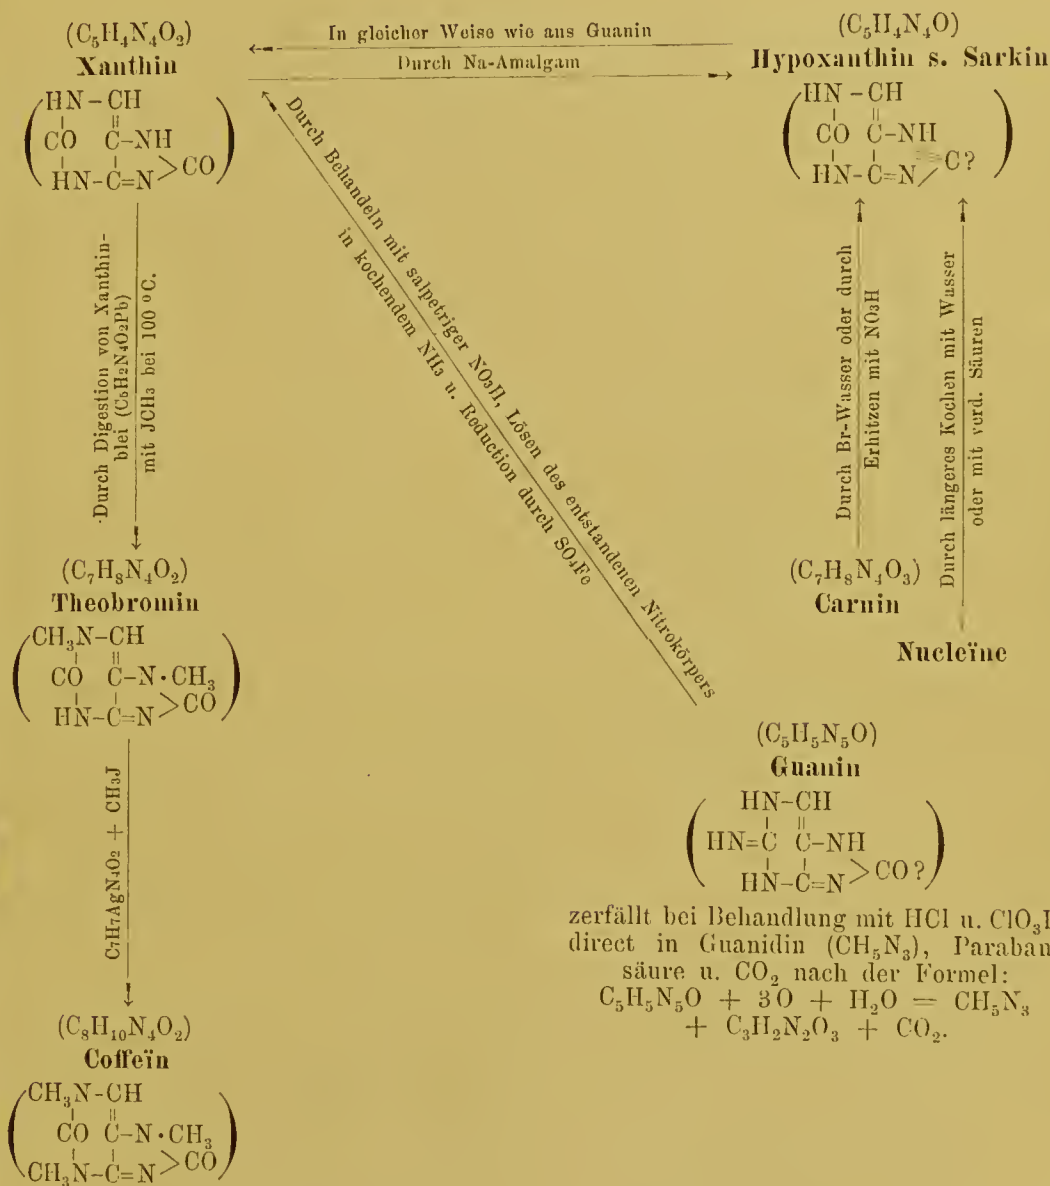 (C₅H₄N₄O₂)
Xanthin
HN–CH
CO C–NH
HN–C=N>CO
In gleicher Weise wie aus Guanin
Durch Na-Amalgam
(C₅H₄N₄O)
Hypoxanthin s. Sarkin
HN–CH
CO C–NH
HN–C=N C?
Durch Behandeln mit salpetriger NO₃H, Lösen des entstandenen Nitrokörpers
in kochendem NH₃ u. Reduction durch SO₄Fe
Durch Digestion von Xanthin-
blei (C₅H₂N₄O₂Pb)
mit JCH₃ bei 100 °C.
Durch Br-Wasser oder durch
Erhitzen mit NO₃H
Durch längeres Kochen mit Wasser
oder mit verd. Säuren
(C₇H₈N₄O₂)
Theobromin
CH₃N–CH
CO C–N·CH₃
HN–C=N>CO
(C₇H₈N₄O₃)
Carnin
Nucleïne
C₇H₇AgN₄O₂ + CH₃J
(C₅H₅N₅O)
Guanin
HN–CH
HN=C C–NH
HN–C=N>CO?
zerfällt bei Behandlung mit HCl u. ClO₃
direct in Guanidin (CH₅N₃), Paraban
säure u. CO₂ nach der Formel:
C₅H₅N₅O + 3O + H₂O = CH₅N₃
+ C₃H₂N₂O₃ + CO₂.
(C₈H₁₀N₄O₂)
Coffeïn
CH₃N–CH
CO C–N·CH₃
CH₃N–C=N>CO